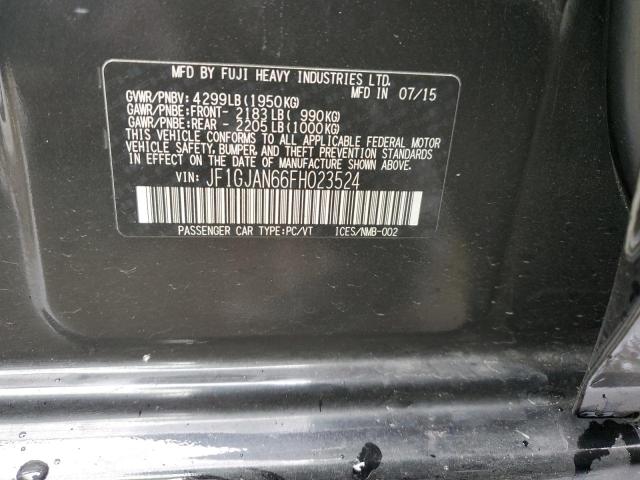 MFD BY FUJI HEAVY INDUSTRIES LTD.
GVWR/PNBV: 4299LB(1950KG) MFD IN 07/15
GAWR/PNBE:FRONT- 2183LB( 990KG)
GAWR/PNBE:REAR - 2205LB(1000KG)
THIS VEHICLE CONFORMS TO ALL APPLICABLE FEDERAL MOTOR
VEHICLE SAFETY,BUMPER, AND THEFT PREVENTION STANDARDS
IN EFFECT ON THE DATE OF MANUFACTURE SHOWN ABOVE.
VIN: JF1GJAN66FH023524
PASSENGER CAR TYPE:PC/VT ICES/NMB-002